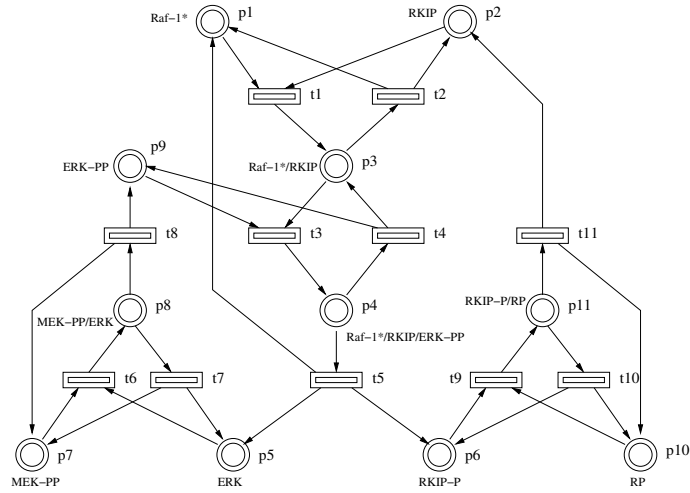 Raf−1* p1 RKIP p2
t1 t2
p9
ERK−PP Raf−1*/RKIP p3
t8 t3 t4 t11
p8 p4 RKIP−P/RP p11
MEK−PP/ERK Raf−1*/RKIP/ERK−PP
t6 t7 t5 t9 t10
p7 p5 p6 p10
MEK−PP ERK RKIP−P RP